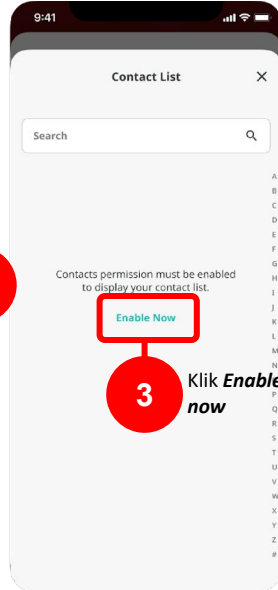 9:41
Contact List
Search
A
B
C
D
E
F
G
H
I
J
K
L
M
N
P
Q
R
S
T
U
V
W
X
Y
Z
#
Contacts permission must be enabled
to display your contact list.
Enable Now
3
Klik Enable
now